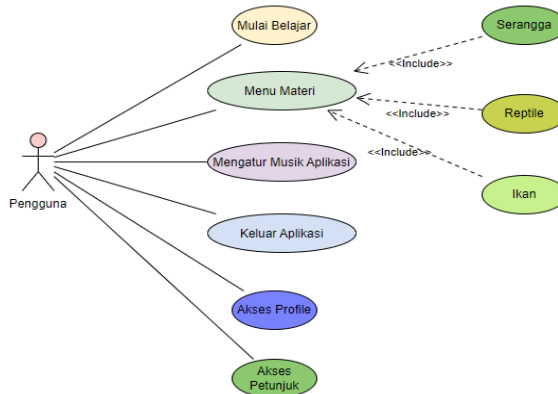 Mulai Belajar
Serangga
<<Include>>
Menu Materi
<<Include>>
Reptile
<<Include>>
Mengatur Musik Aplikasi
Ikan
Pengguna
Keluar Aplikasi
Akses Profile
Akses
Petunjuk